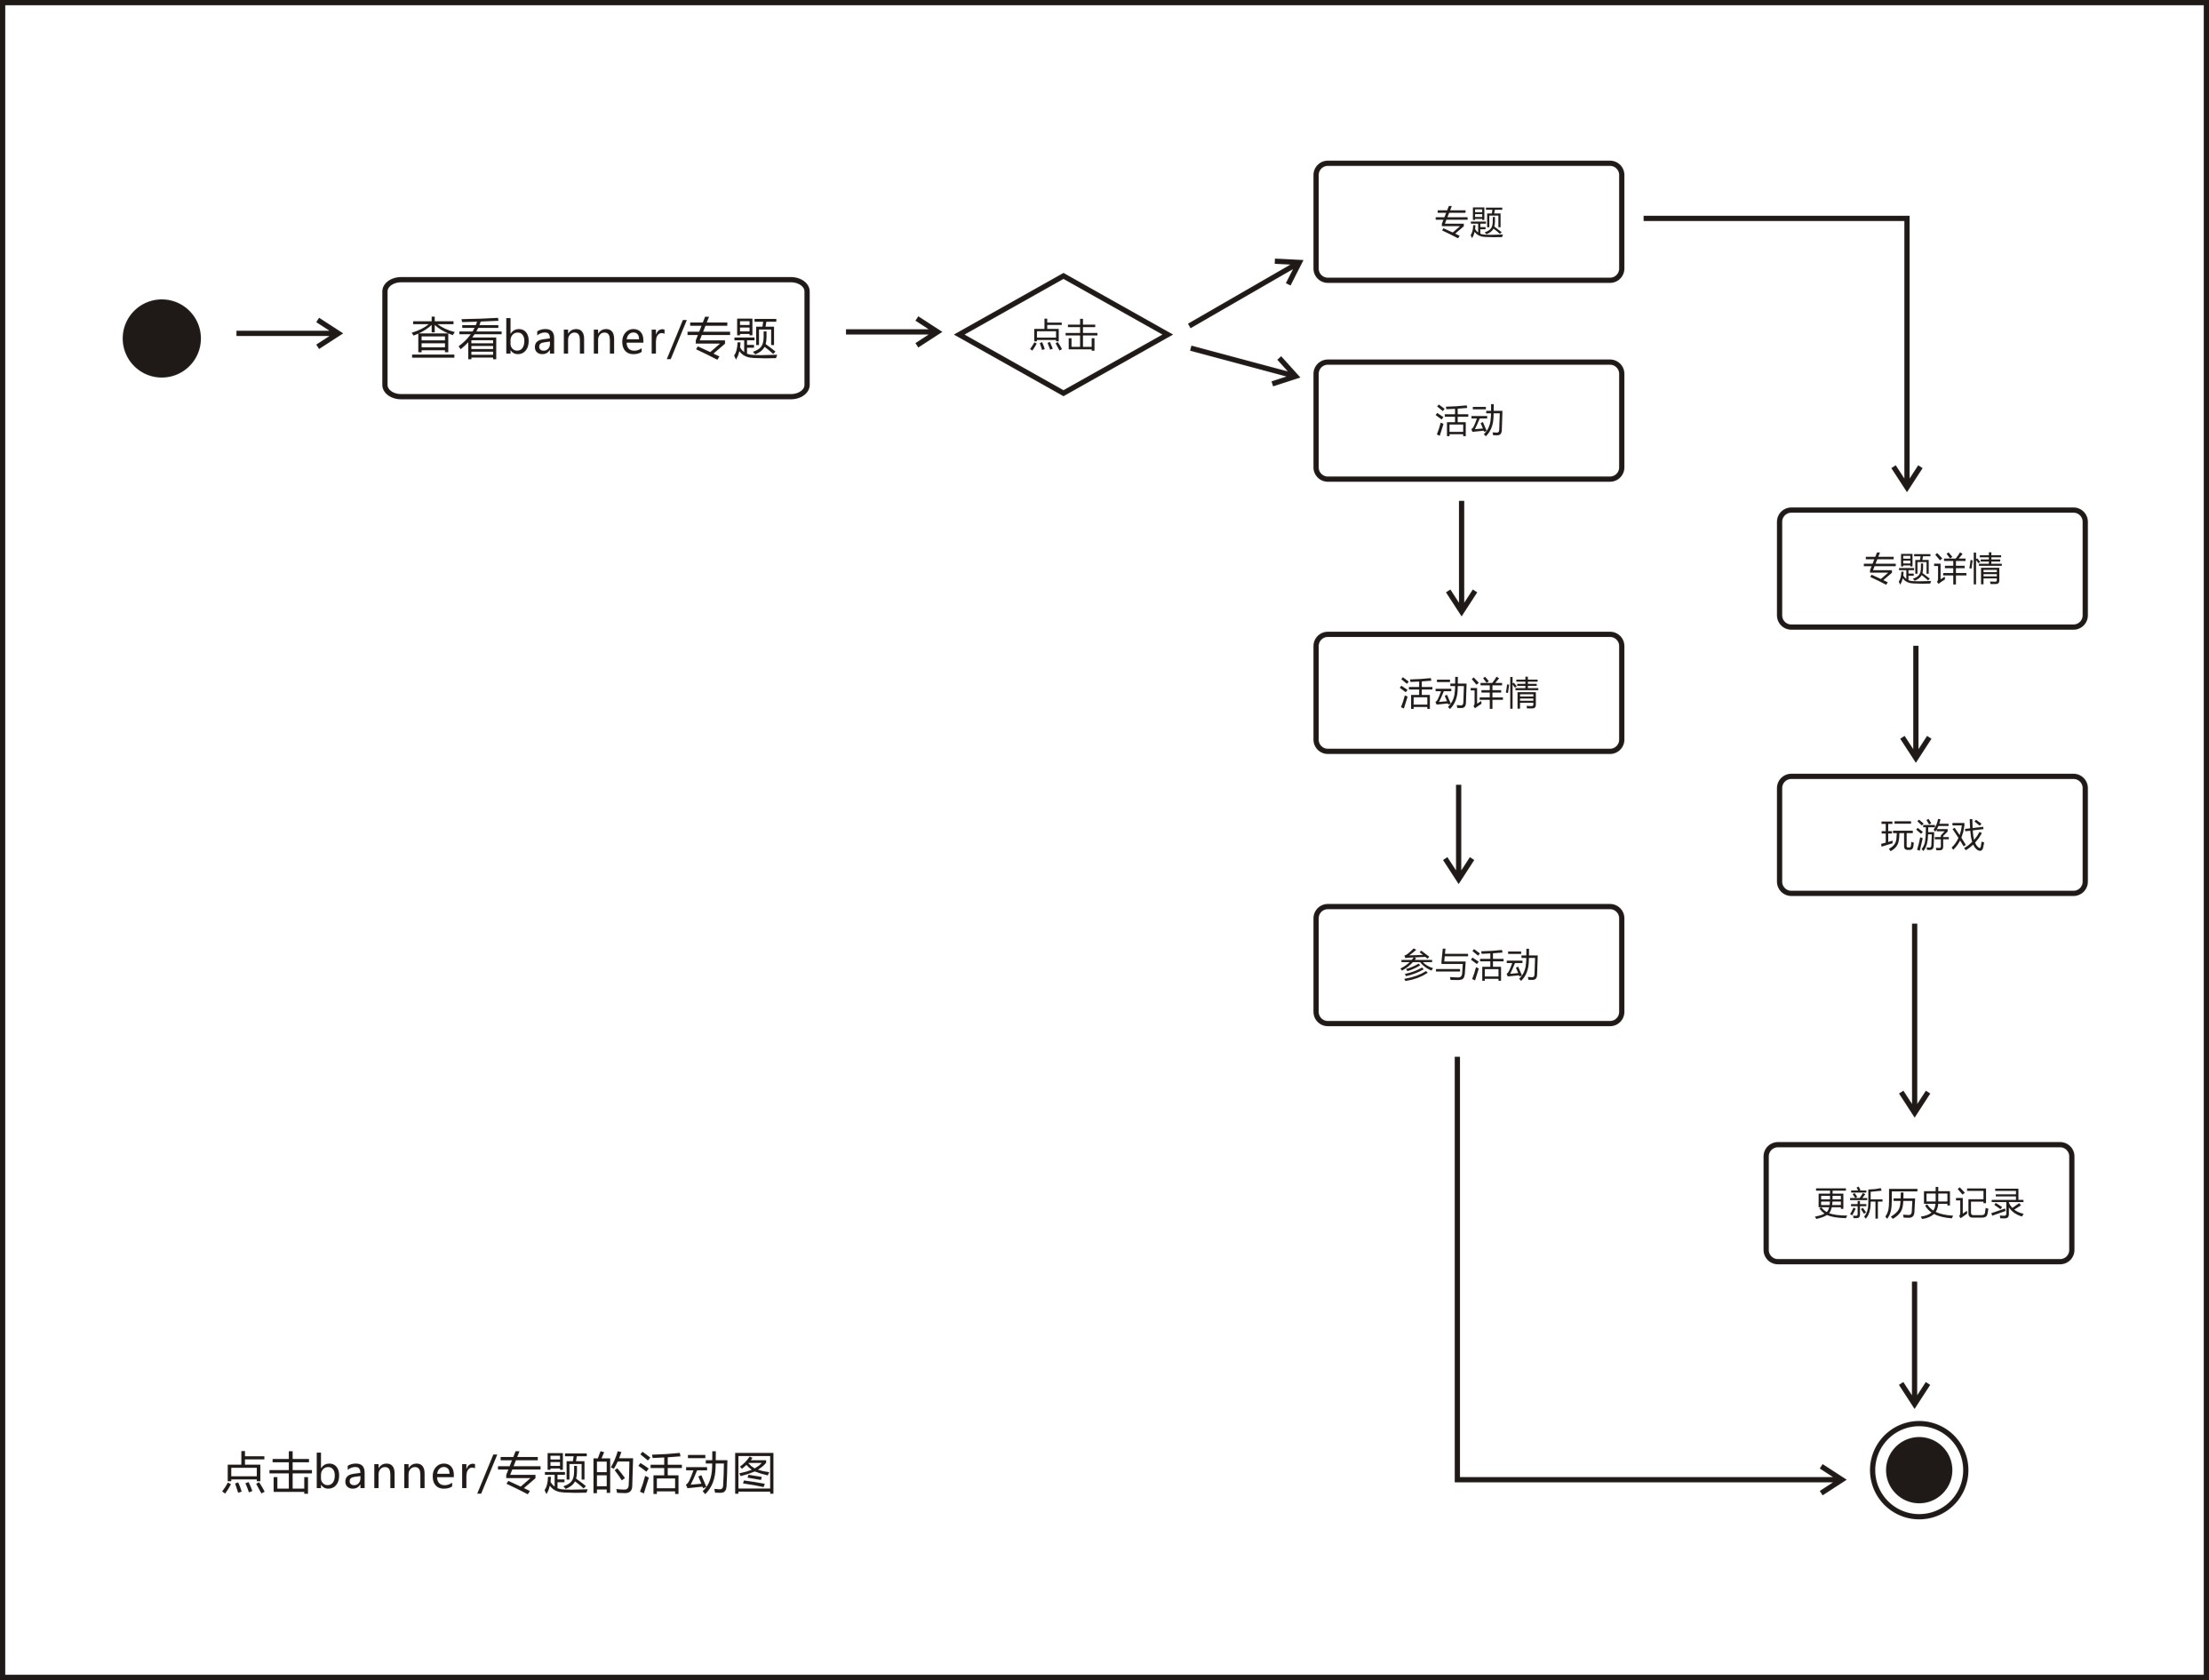 专题
查看banner/专题
点击
活动
专题详情
活动详情
玩游戏
参与活动
更新历史记录
点击banner/专题的活动图